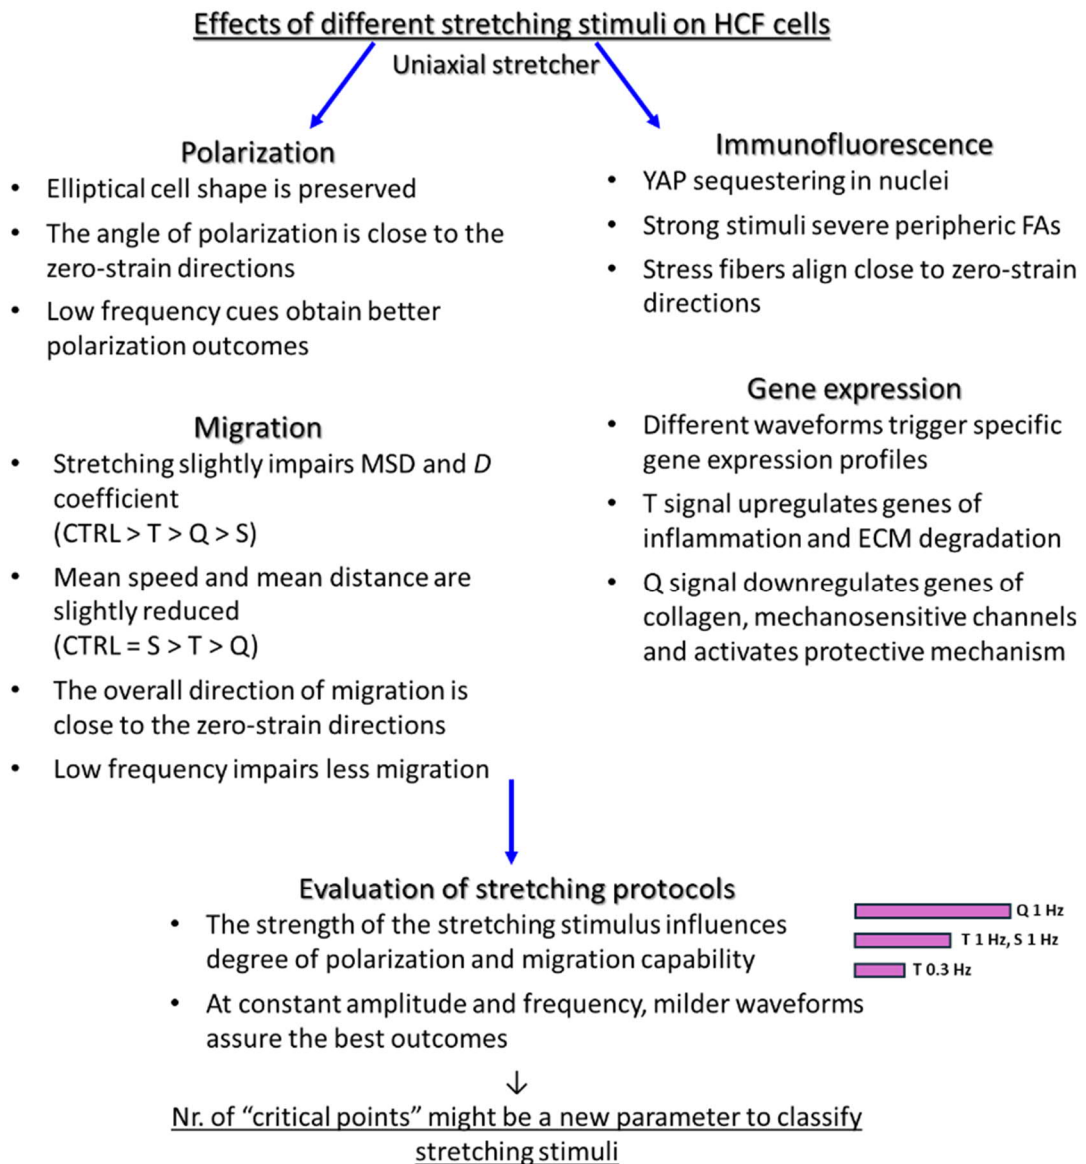 Effects of different stretching stimuli on HCF cells
Uniaxial stretcher
Polarization
• Elliptical cell shape is preserved
• The angle of polarization is close to the
zero-strain directions
• Low frequency cues obtain better
polarization outcomes
Migration
• Stretching slightly impairs MSD and D
coefficient
(CTRL > T > Q > S)
• Mean speed and mean distance are
slightly reduced
(CTRL = S > T > Q)
• The overall direction of migration is
close to the zero-strain directions
• Low frequency impairs less migration
Immunofluorescence
• YAP sequestering in nuclei
• Strong stimuli severe peripheric FAs
• Stress fibers align close to zero-strain
directions
Gene expression
• Different waveforms trigger specific
gene expression profiles
• T signal upregulates genes of
inflammation and ECM degradation
• Q signal downregulates genes of
collagen, mechanosensitive channels
and activates protective mechanism
Evaluation of stretching protocols
• The strength of the stretching stimulus influences
degree of polarization and migration capability
• At constant amplitude and frequency, milder waveforms
assure the best outcomes
Q 1 Hz
T 1 Hz, S 1 Hz
T 0.3 Hz
Nr. of “critical points” might be a new parameter to classify
stretching stimuli